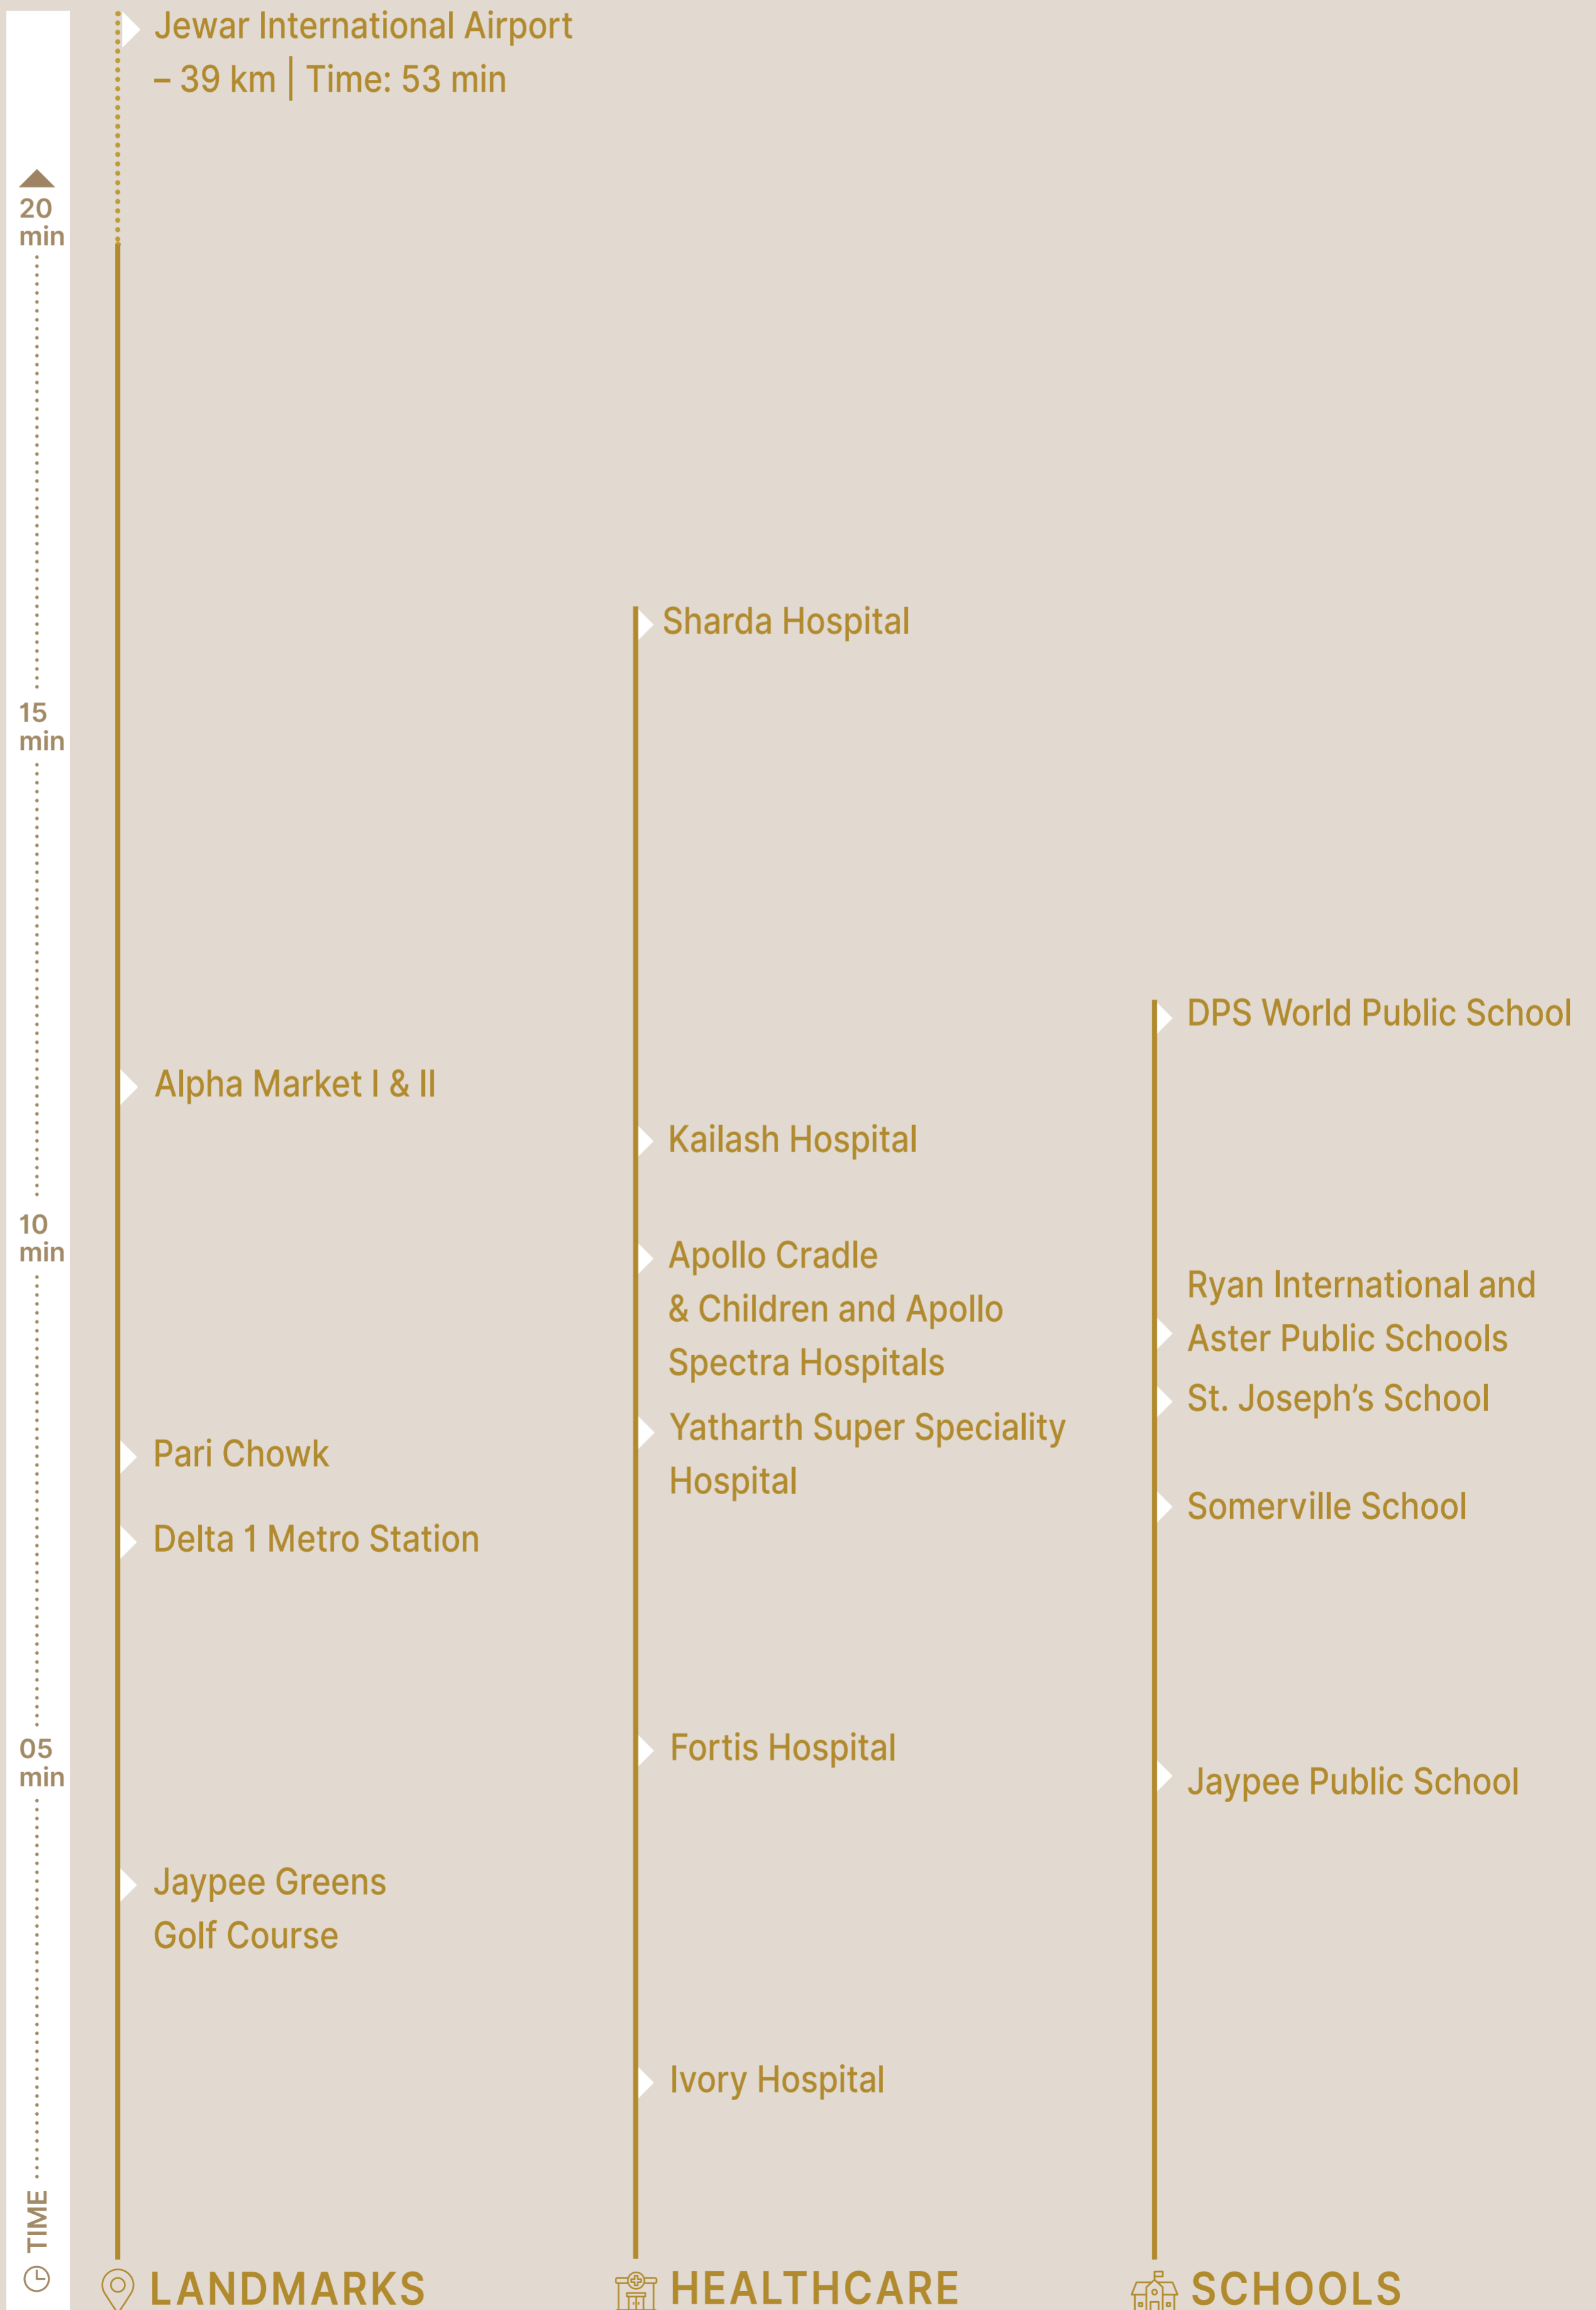 Jewar International Airport
– 39 km | Time: 53 min
20
min
15
min
10
min
05
min
TIME
Alpha Market I & II
Pari Chowk
Delta 1 Metro Station
Jaypee Greens
Golf Course
LANDMARKS
Sharda Hospital
Kailash Hospital
Apollo Cradle
& Children and Apollo
Spectra Hospitals
Yatharth Super Speciality
Hospital
Fortis Hospital
Ivory Hospital
HEALTHCARE
DPS World Public School
Ryan International and
Aster Public Schools
St. Joseph’s School
Somerville School
Jaypee Public School
SCHOOLS